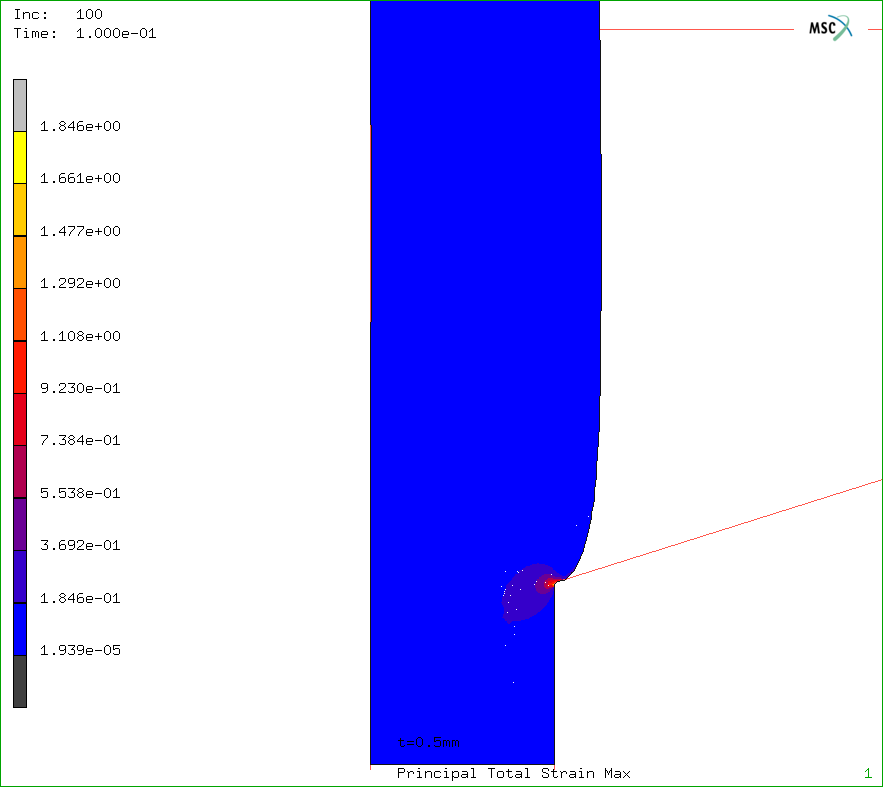 Inc: 100
Time: 1.000e-01
MSC
1.846e+00
1.661e+00
1.477e+00
1.292e+00
1.108e+00
9.230e-01
7.384e-01
5.538e-01
3.692e-01
1.846e-01
1.939e-05
t=0.5mm
Principal Total Strain Max
1